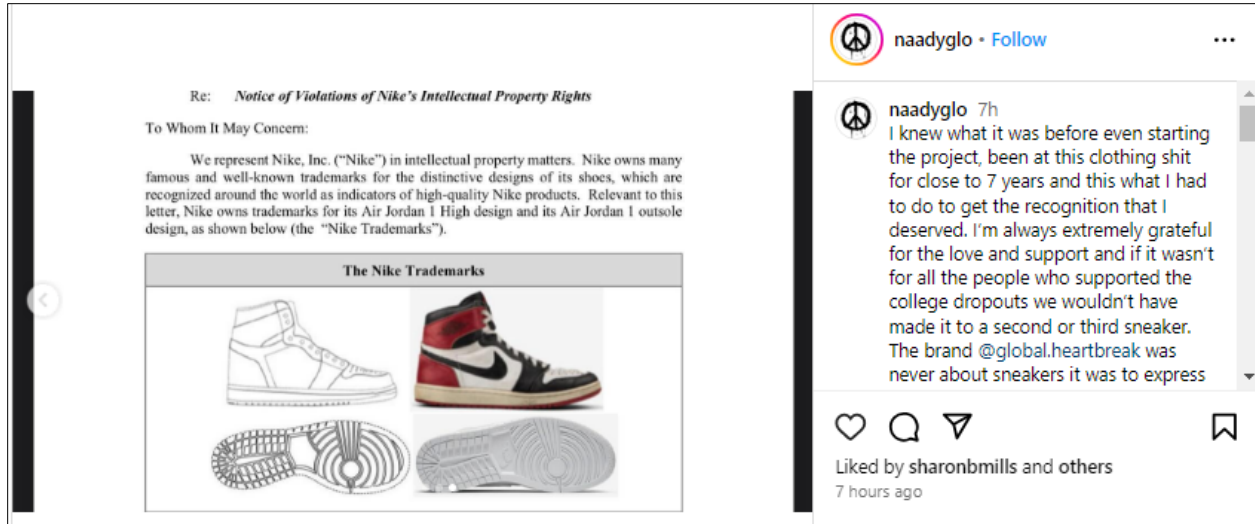 Re: Notice of Violations of Nike's Intellectual Property Rights
To Whom It May Concern:
We represent Nike, Inc. ("Nike") in intellectual property matters. Nike owns many
famous and well-known trademarks for the distinctive designs of its shoes, which are
recognized around the world as indicators of high-quality Nike products. Relevant to this
letter, Nike owns trademarks for its Air Jordan 1 High design and its Air Jordan 1 outsole
design, as shown below (the "Nike Trademarks").
The Nike Trademarks
naadyglo • Follow
naadyglo 7h
I knew what it was before even starting
the project, been at this clothing shit
for close to 7 years and this what I had
to do to get the recognition that I
deserved. I'm always extremely grateful
for the love and support and if it wasn't
for all the people who supported the
college dropouts we wouldn't have
made it to a second or third sneaker.
The brand @global.heartbreak was
never about sneakers it was to express
Liked by sharonbmills and others
7 hours ago